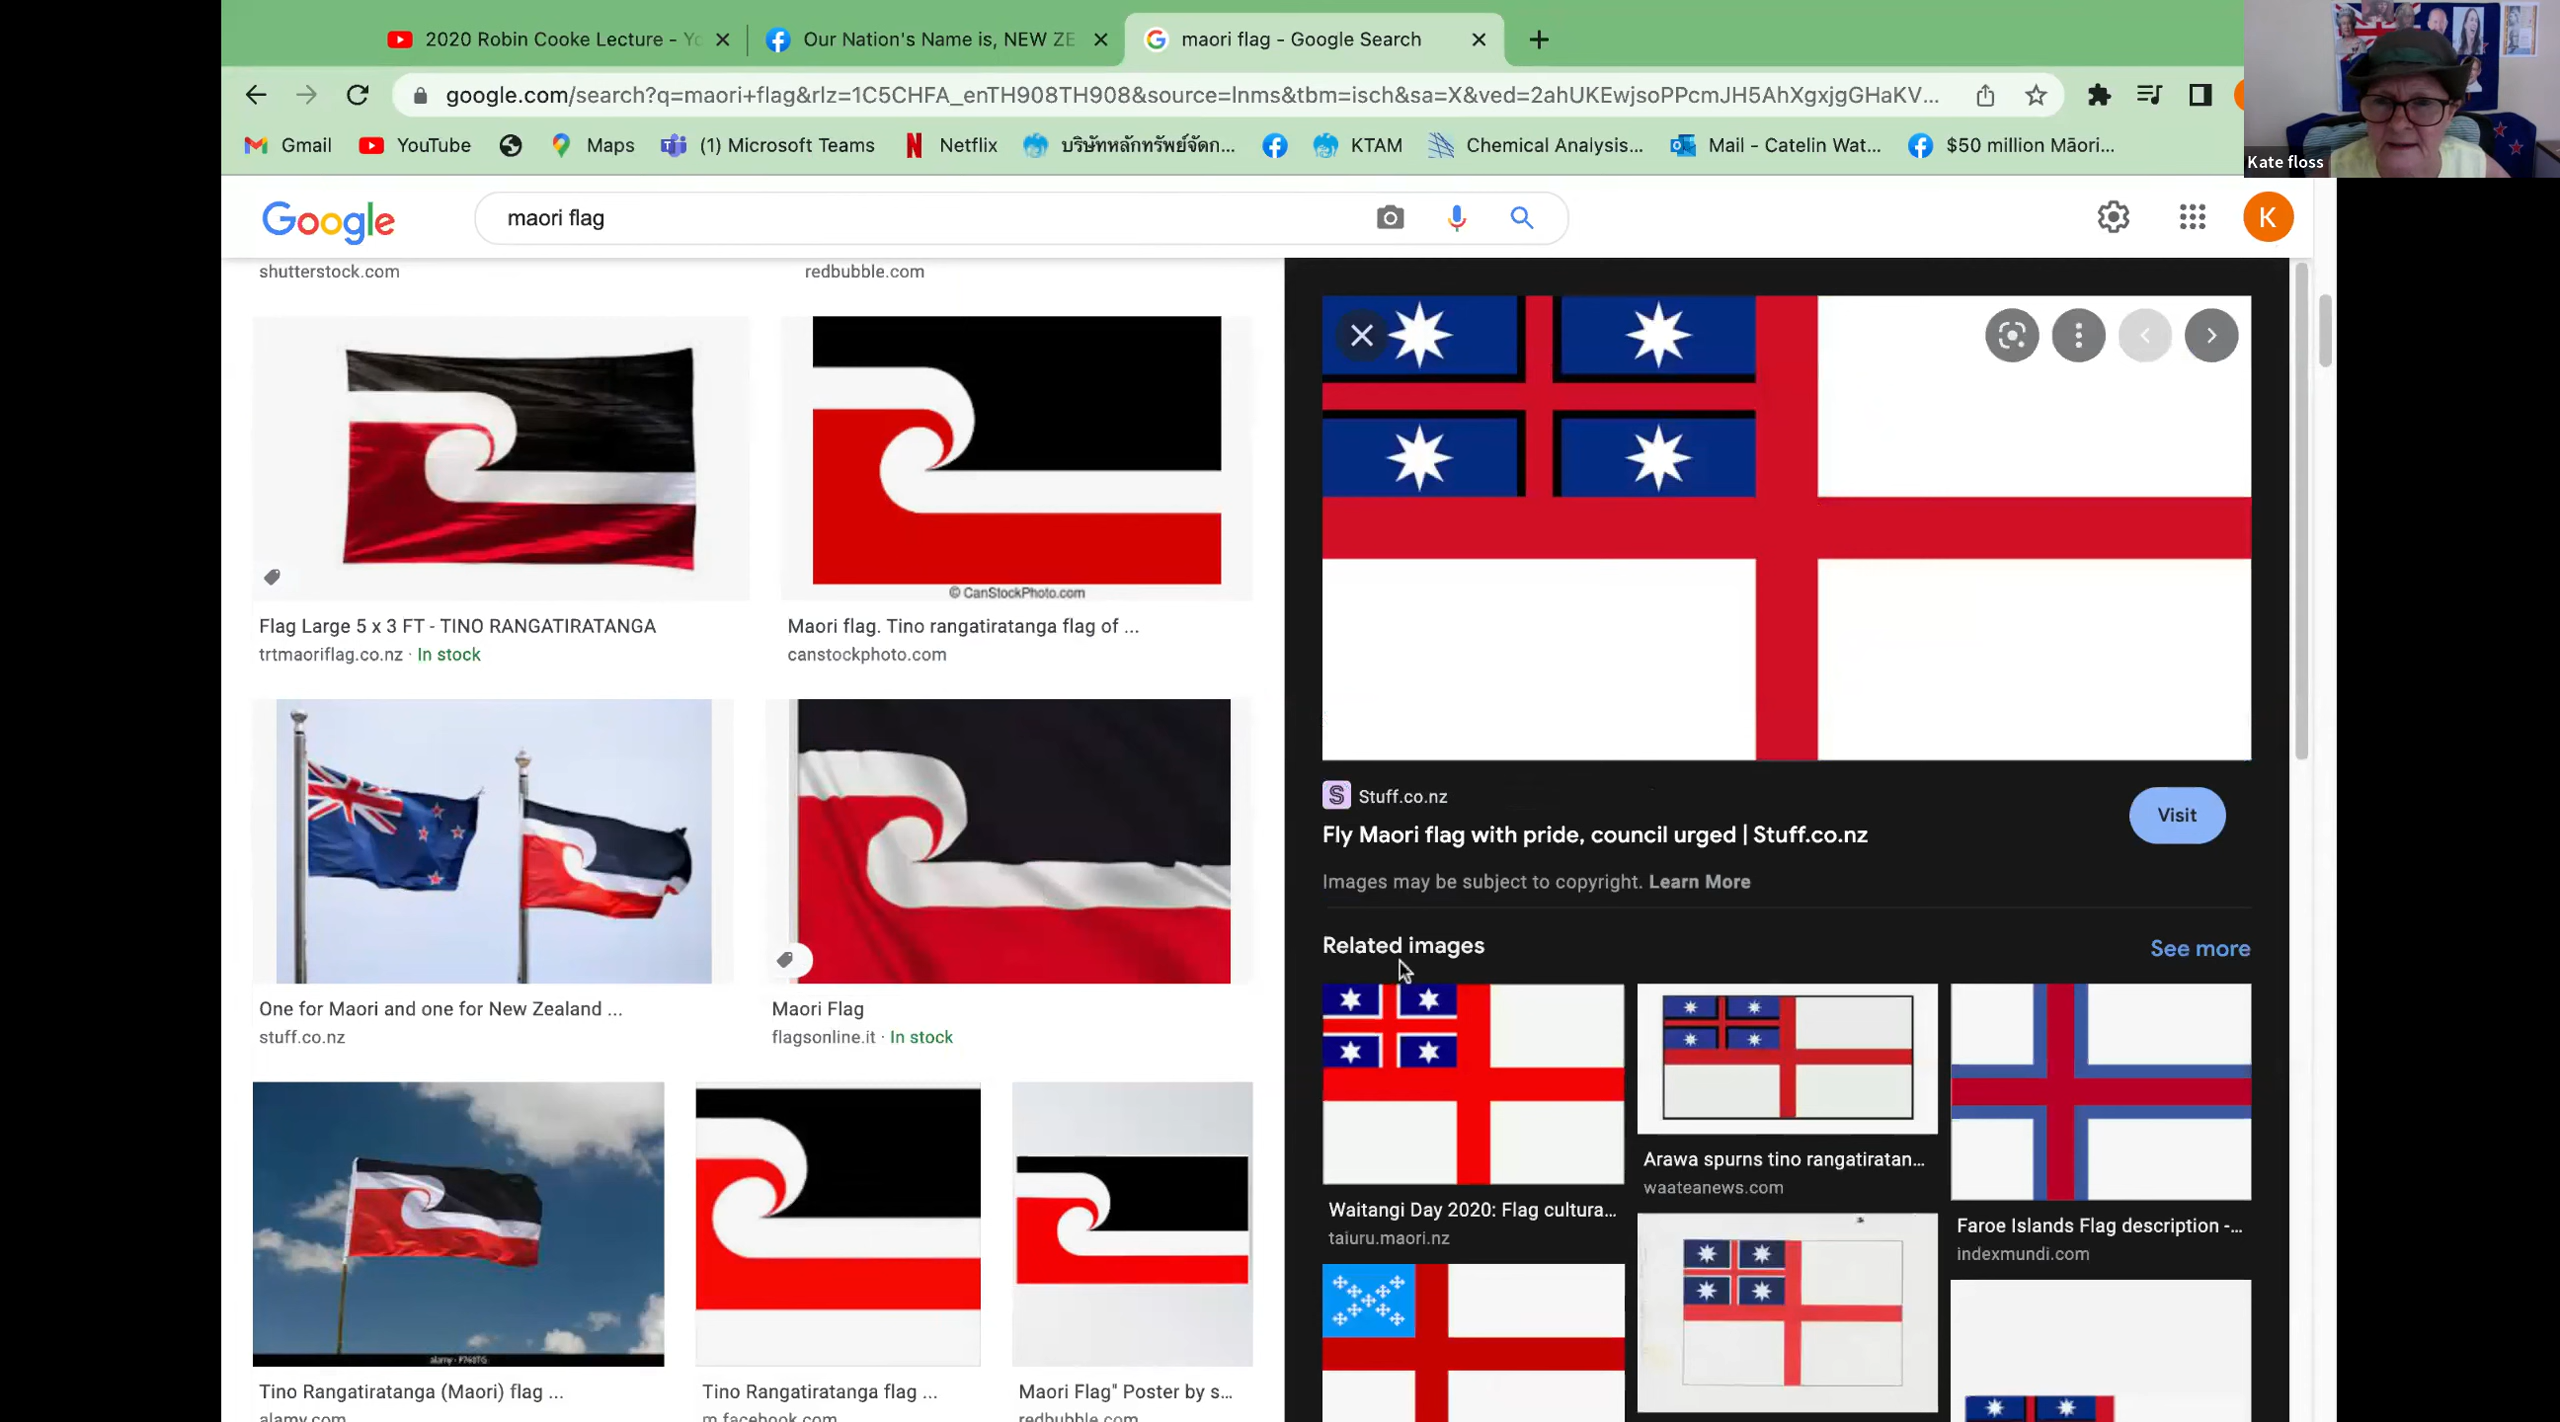 2020 Robin Cooke Lecture - Yo
Our Nation's Name is, NEW ZE
maori flag - Google Search
google.com/search?q=maori+flag&rlz=1C5CHFA_enTH908TH908&source=lnms&tbm=isch&sa=X&ved=2ahUKEwjsoPPcmJH5AhXgxjgGHaKV...
Gmail
YouTube
Maps
(1) Microsoft Teams
Netflix
บริษัทหลักทรัพย์จัดก...
KTAM
Chemical Analysis...
Mail - Catelin Wat...
$50 million Māori...
Kate floss
Google
maori flag
K
shutterstock.com
redbubble.com
© CanStockPhoto.com
Flag Large 5 x 3 FT - TINO RANGATIRATANGA
trtmaoriflag.co.nz · In stock
Maori flag. Tino rangatiratanga flag of ...
canstockphoto.com
One for Maori and one for New Zealand ...
stuff.co.nz
Maori Flag
flagsonline.it · In stock
alamy - P760TG
Tino Rangatiratanga (Maori) flag ...
alamy.com
Tino Rangatiratanga flag ...
m.facebook.com
Maori Flag" Poster by s...
redbubble.com
S Stuff.co.nz
Fly Maori flag with pride, council urged | Stuff.co.nz
Visit
Images may be subject to copyright. Learn More
Related images
See more
Waitangi Day 2020: Flag cultura...
taiuru.maori.nz
Arawa spurns tino rangatiratan...
waateanews.com
Faroe Islands Flag description -...
indexmundi.com